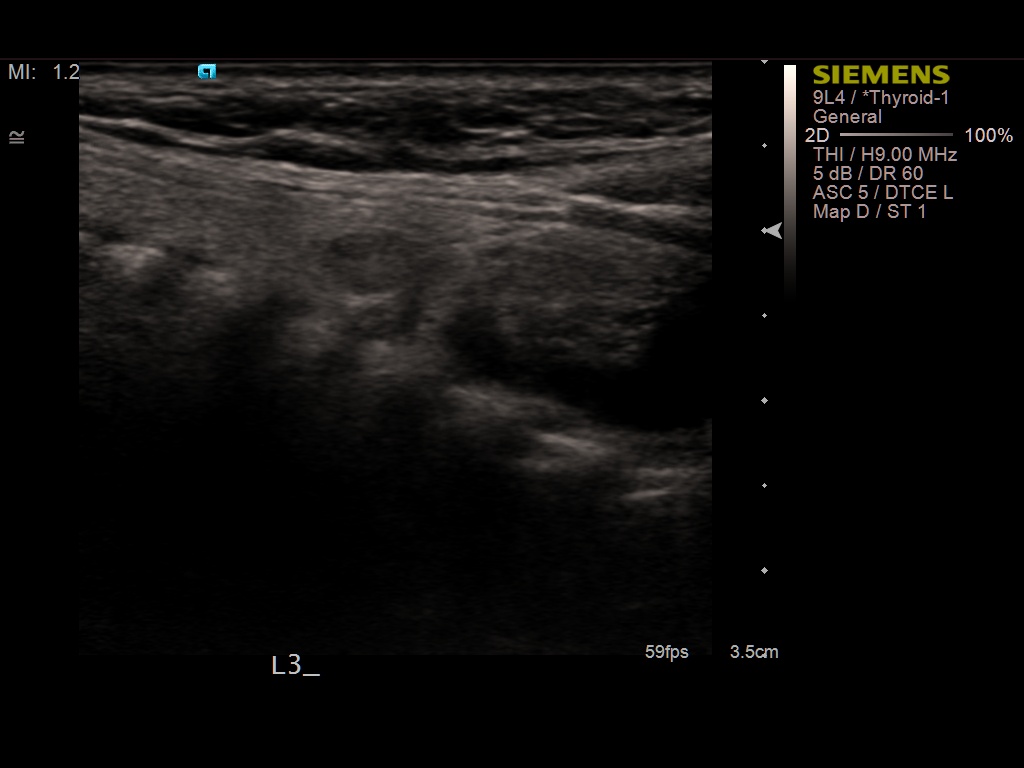 MI: 1.2
SIEMENS
9L4 / *Thyroid-1
General
2D 100%
THI / H9.00 MHz
5 dB / DR 60
ASC 5 / DTCE L
Map D / ST 1
59fps 3.5cm
L3_